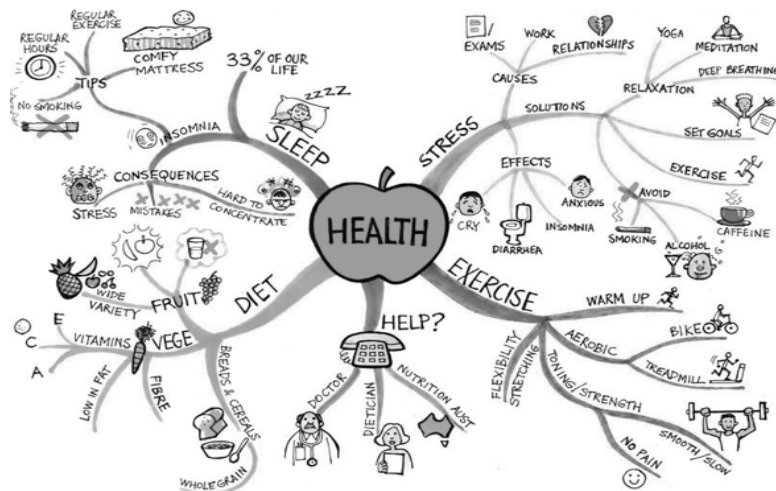 HEALTH
SLEEP
33% OF OUR
LIFE
ZZZZ
INSOMNIA
TIPS
REGULAR
EXERCISE
REGULAR
HOURS
COMFY
MATTRESS
NO SMOKING
CONSEQUENCES
STRESS
MISTAKES
HARD TO
CONCENTRATE
STRESS
CAUSES
EXAMS
WORK
RELATIONSHIPS
SOLUTIONS
RELAXATION
YOGA
MEDITATION
DEEP BREATHING
SET GOALS
EXERCISE
AVOID
SMOKING
ALCOHOL
CAFFEINE
EFFECTS
CRY
DIARRHEA
INSOMNIA
ANXIOUS
EXERCISE
WARM UP
AEROBIC
BIKE
TREADMILL
TONING/STRENGTH
SMOOTH/SLOW
NO PAIN
FLEXIBILITY
STRETCHING
HELP?
DOCTOR
DIETICIAN
NUTRITION AUST
DIET
FRUIT
WIDE
VARIETY
VEGE
VITAMINS
E
C
A
LOW IN FAT
FIBRE
BREADS & CEREALS
WHOLEGRAIN